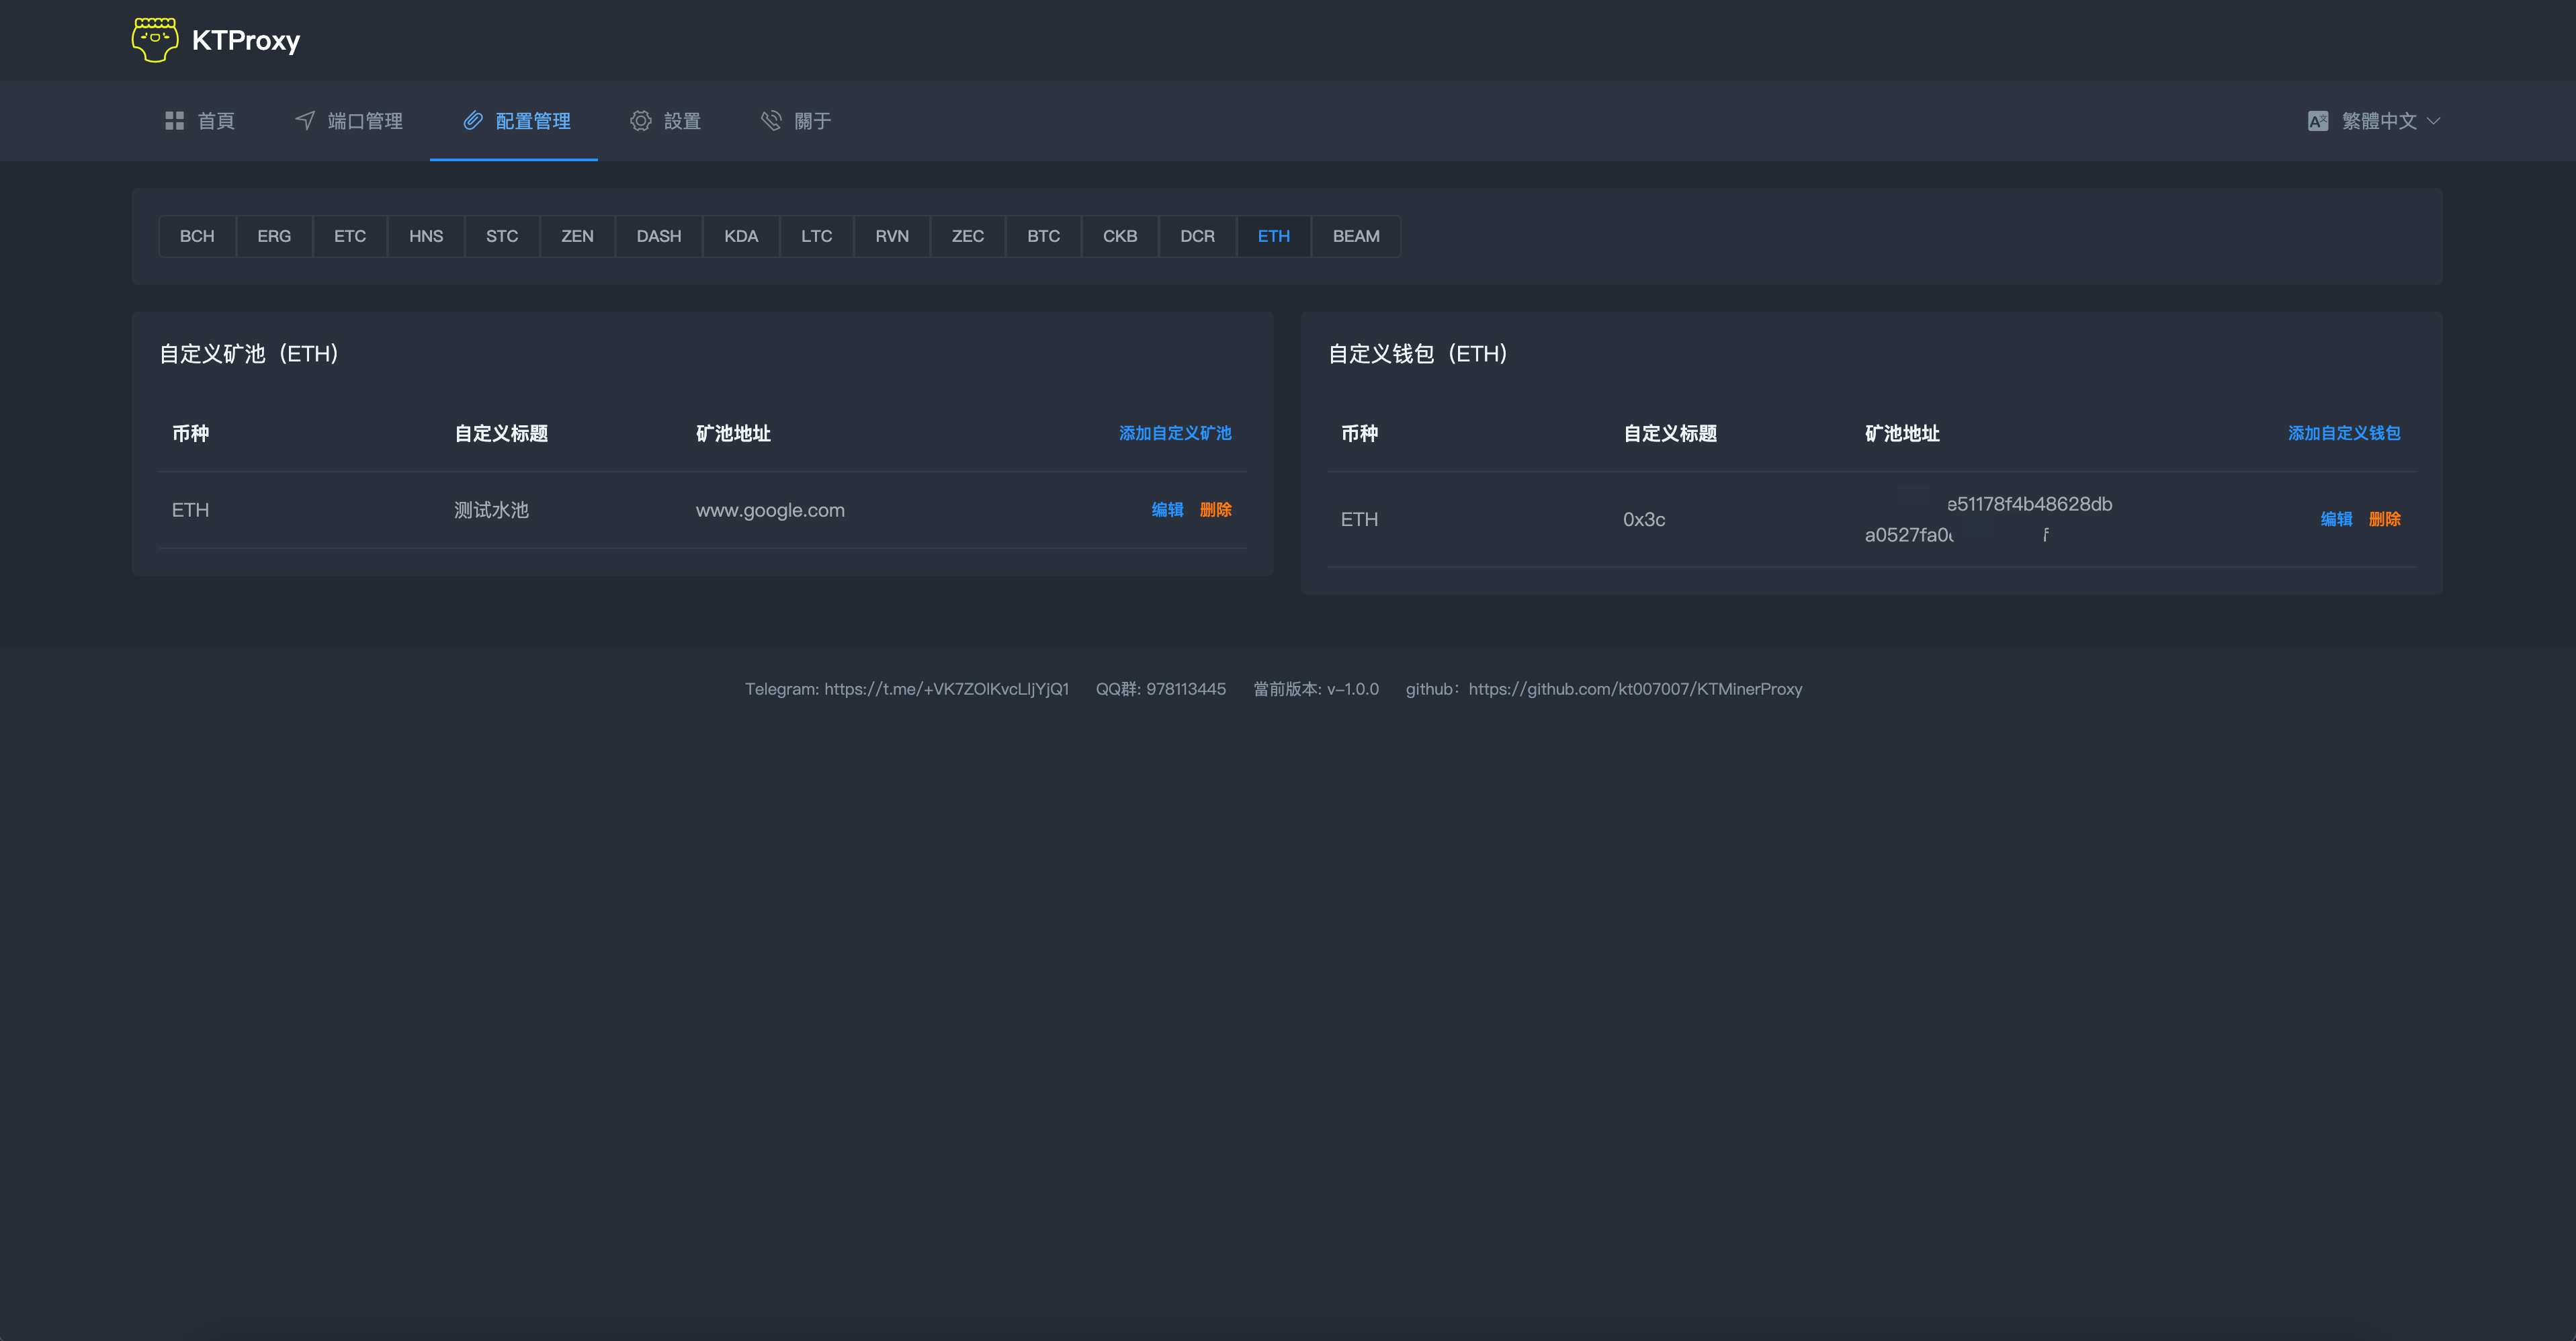 KTProxy
首頁 端口管理 配置管理 設置 關于 繁體中文
BCH ERG ETC HNS STC ZEN DASH KDA LTC RVN ZEC BTC CKB DCR ETH BEAM
自定义矿池（ETH）
币种 自定义标题 矿池地址 添加自定义矿池
ETH 测试水池 www.google.com 编辑 删除
自定义钱包（ETH）
币种 自定义标题 矿池地址 添加自定义钱包
ETH 0x3c e51178f4b48628db 编辑 删除
a0527fa0 f
Telegram: https://t.me/+VK7ZOlKvcLljYjQ1 QQ群: 978113445 當前版本: v-1.0.0 github：https://github.com/kt007007/KTMinerProxy